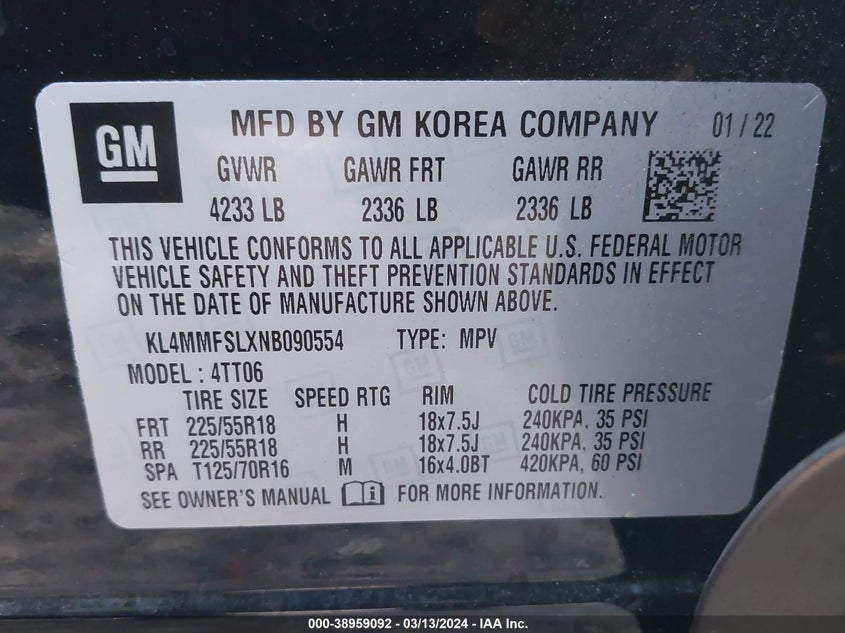 GM
MFD BY GM KOREA COMPANY 01/22
GVWR GAWR FRT GAWR RR
4233 LB 2336 LB 2336 LB
THIS VEHICLE CONFORMS TO ALL APPLICABLE U.S. FEDERAL MOTOR
VEHICLE SAFETY AND THEFT PREVENTION STANDARDS IN EFFECT
ON THE DATE OF MANUFACTURE SHOWN ABOVE.
KL4MMFSLXNB090554 TYPE: MPV
MODEL: 4TT06
TIRE SIZE SPEED RTG RIM COLD TIRE PRESSURE
FRT 225/55R18 H 18x7.5J 240KPA, 35 PSI
RR 225/55R18 H 18x7.5J 240KPA, 35 PSI
SPA T125/70R16 M 16x4.0BT 420KPA, 60 PSI
SEE OWNER'S MANUAL FOR MORE INFORMATION.
000-38959092 - 03/13/2024 - IAA Inc.